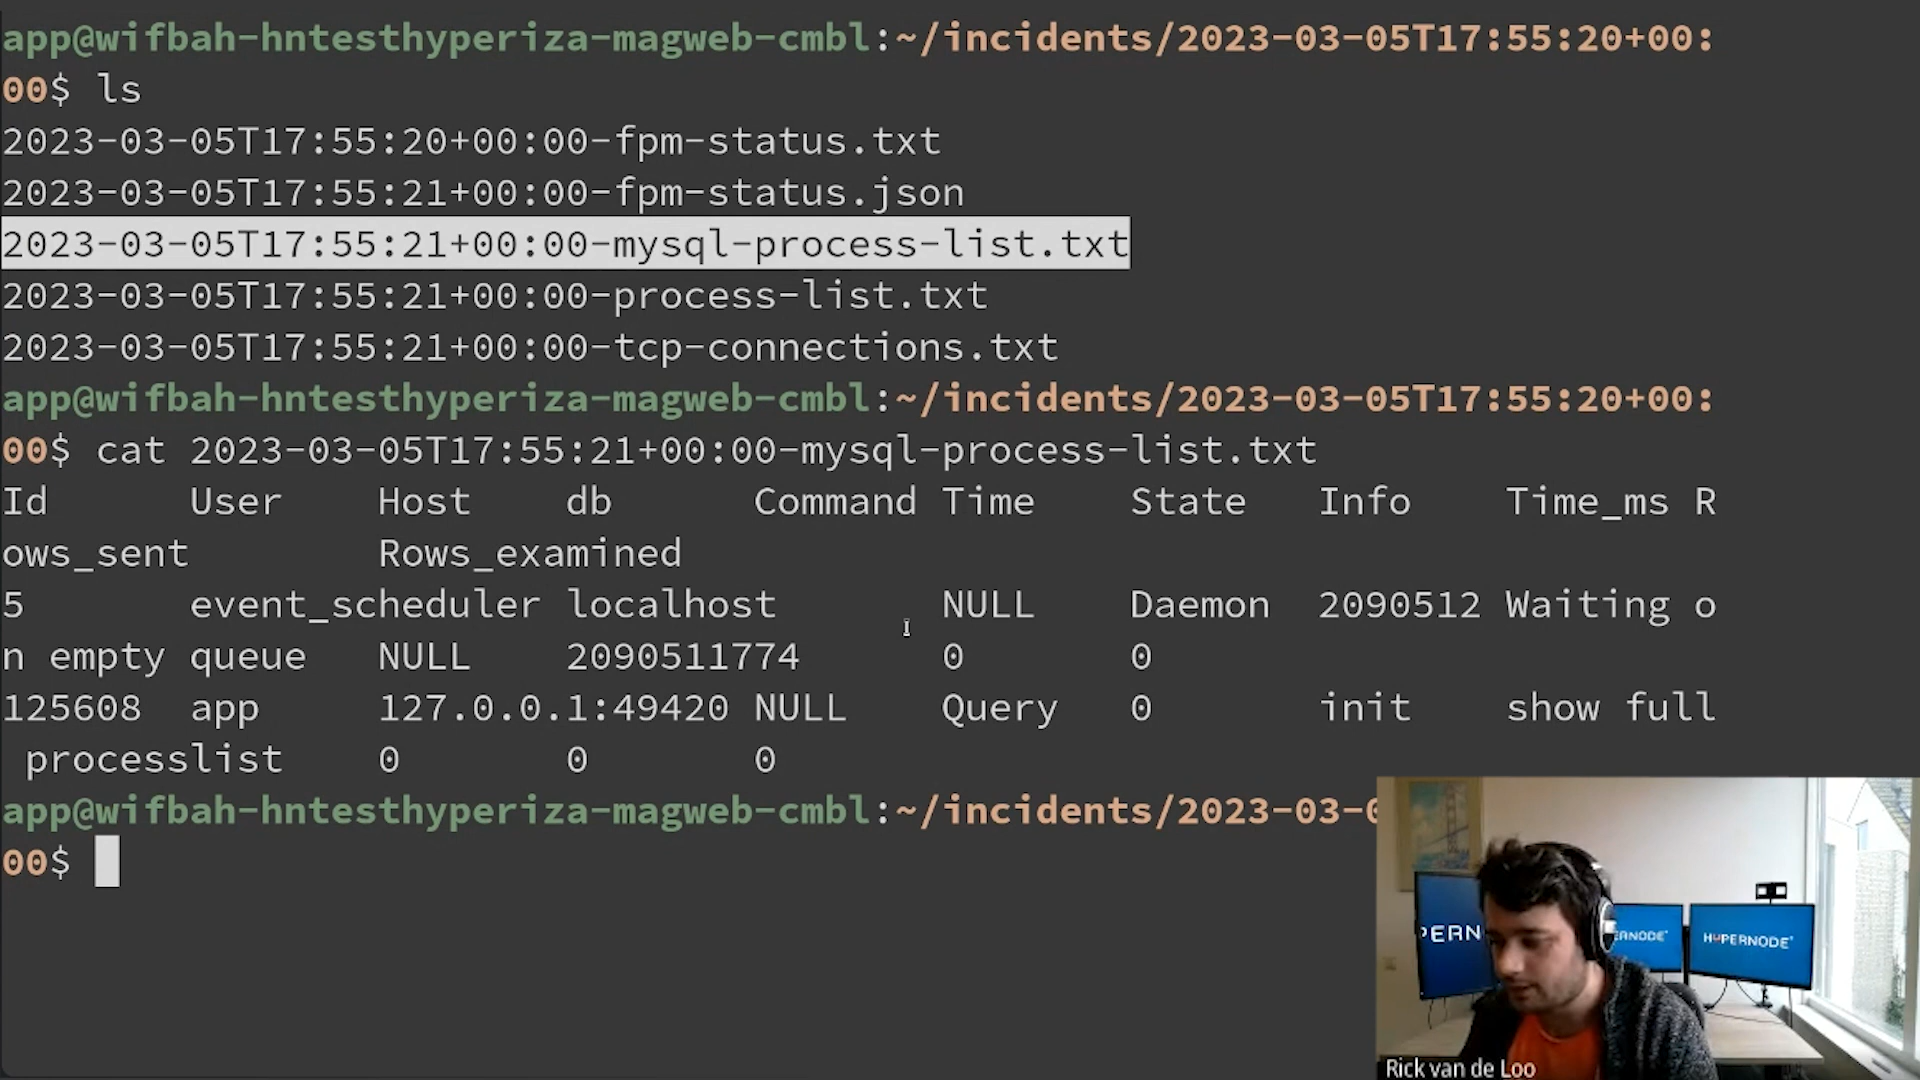 app@wifbah-hntesthyperiza-magweb-cmbl:~/incidents/2023-03-05T17:55:20+00:
00$ ls
2023-03-05T17:55:20+00:00-fpm-status.txt
2023-03-05T17:55:21+00:00-fpm-status.json
2023-03-05T17:55:21+00:00-mysql-process-list.txt
2023-03-05T17:55:21+00:00-process-list.txt
2023-03-05T17:55:21+00:00-tcp-connections.txt
app@wifbah-hntesthyperiza-magweb-cmbl:~/incidents/2023-03-05T17:55:20+00:
00$ cat 2023-03-05T17:55:21+00:00-mysql-process-list.txt
Id User Host db Command Time State Info Time_ms R
ows_sent Rows_examined
5 event_scheduler localhost NULL Daemon 2090512 Waiting o
n empty queue NULL 2090511774 0 0
125608 app 127.0.0.1:49420 NULL Query 0 init show full
processlist 0 0 0
app@wifbah-hntesthyperiza-magweb-cmbl:~/incidents/2023-03-0
00$
PERN
ERNODE
HYPERNODE
Rick van de Loo